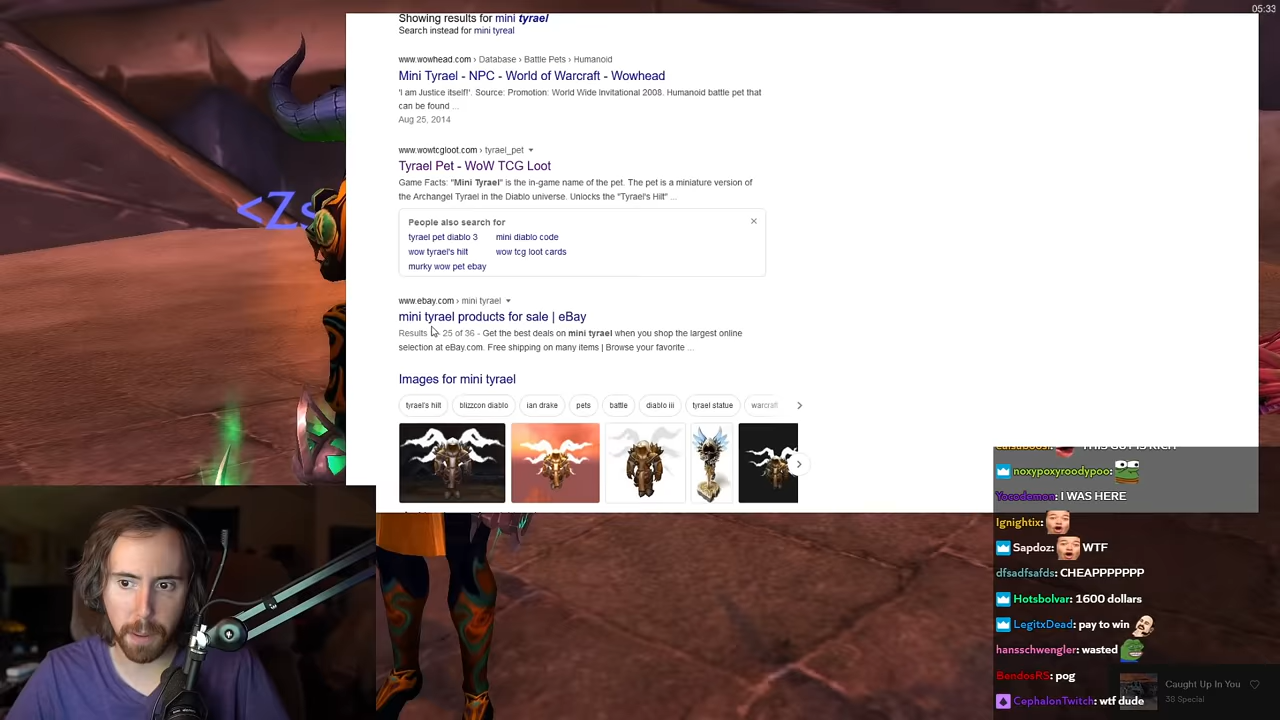 05:33
Showing results for mini tyrael
Search instead for mini tyreal
www.wowhead.com › Database › Battle Pets › Humanoid
Mini Tyrael - NPC - World of Warcraft - Wowhead
'I am Justice itself!'. Source: Promotion: World Wide Invitational 2008. Humanoid battle pet that
can be found ...
Aug 25, 2014
www.wowtcgloot.com › tyrael_pet
Tyrael Pet - WoW TCG Loot
Game Facts: "Mini Tyrael" is the in-game name of the pet. The pet is a miniature version of
the Archangel Tyrael in the Diablo universe. Unlocks the "Tyrael's Hilt" ...
People also search for
tyrael pet diablo 3 mini diablo code
wow tyrael's hilt wow tcg loot cards
murky wow pet ebay
www.ebay.com › mini tyrael
mini tyrael products for sale | eBay
Results 25 of 36 - Get the best deals on mini tyrael when you shop the largest online
selection at eBay.com. Free shipping on many items | Browse your favorite ...
Images for mini tyrael
tyrael's hilt blizzcon diablo ian drake pets battle diablo iii tyrael statue warcraft
<Zs
THIS GUY IS RICH
noxypoxyroodypoo:
Yocodemon: I WAS HERE
Ignightix:
Sapdoz: WTF
dfsadfsafds: CHEAPPPPPPP
Hotsbolvar: 1600 dollars
LegitxDead: pay to win
hansschwengler: wasted
BendosRS: pog
CephalonTwitch: wtf dude
Caught Up In You
38 Special